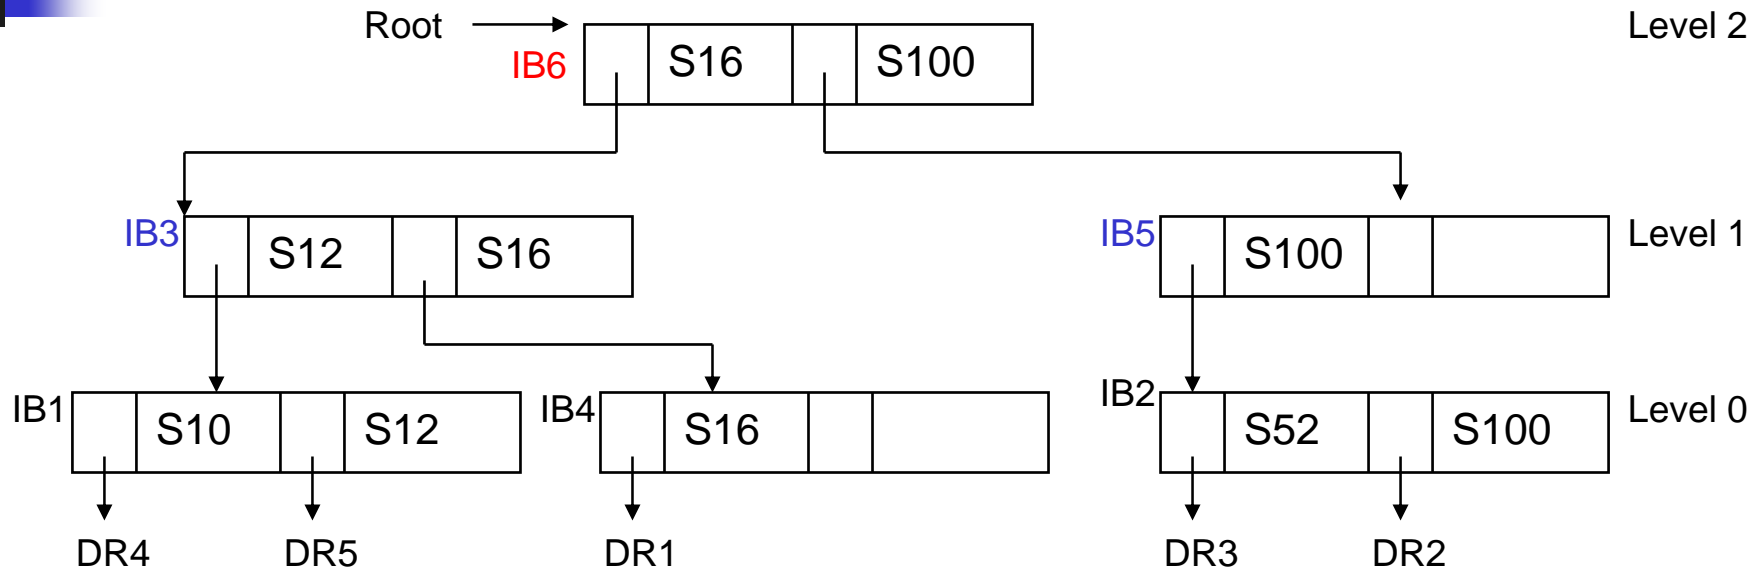 Root
Level 2
IB6 S16 S100
IB3 S12 S16
IB5 S100
Level 1
IB1 S10 S12
IB4 S16
IB2 S52 S100
Level 0
DR4 DR5 DR1 DR3 DR2